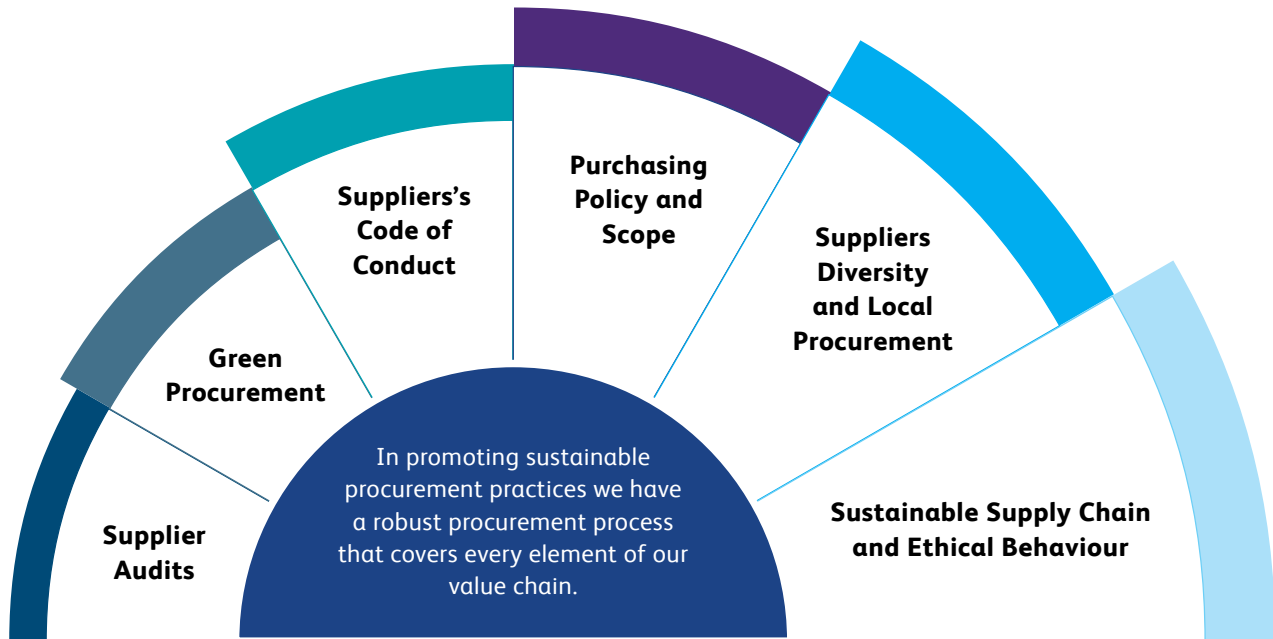 Supplier
Audits
Green
Procurement
Suppliers's
Code of
Conduct
Purchasing
Policy and
Scope
Suppliers
Diversity
and Local
Procurement
Sustainable Supply Chain
and Ethical Behaviour
In promoting sustainable
procurement practices we have
a robust procurement process
that covers every element of our
value chain.